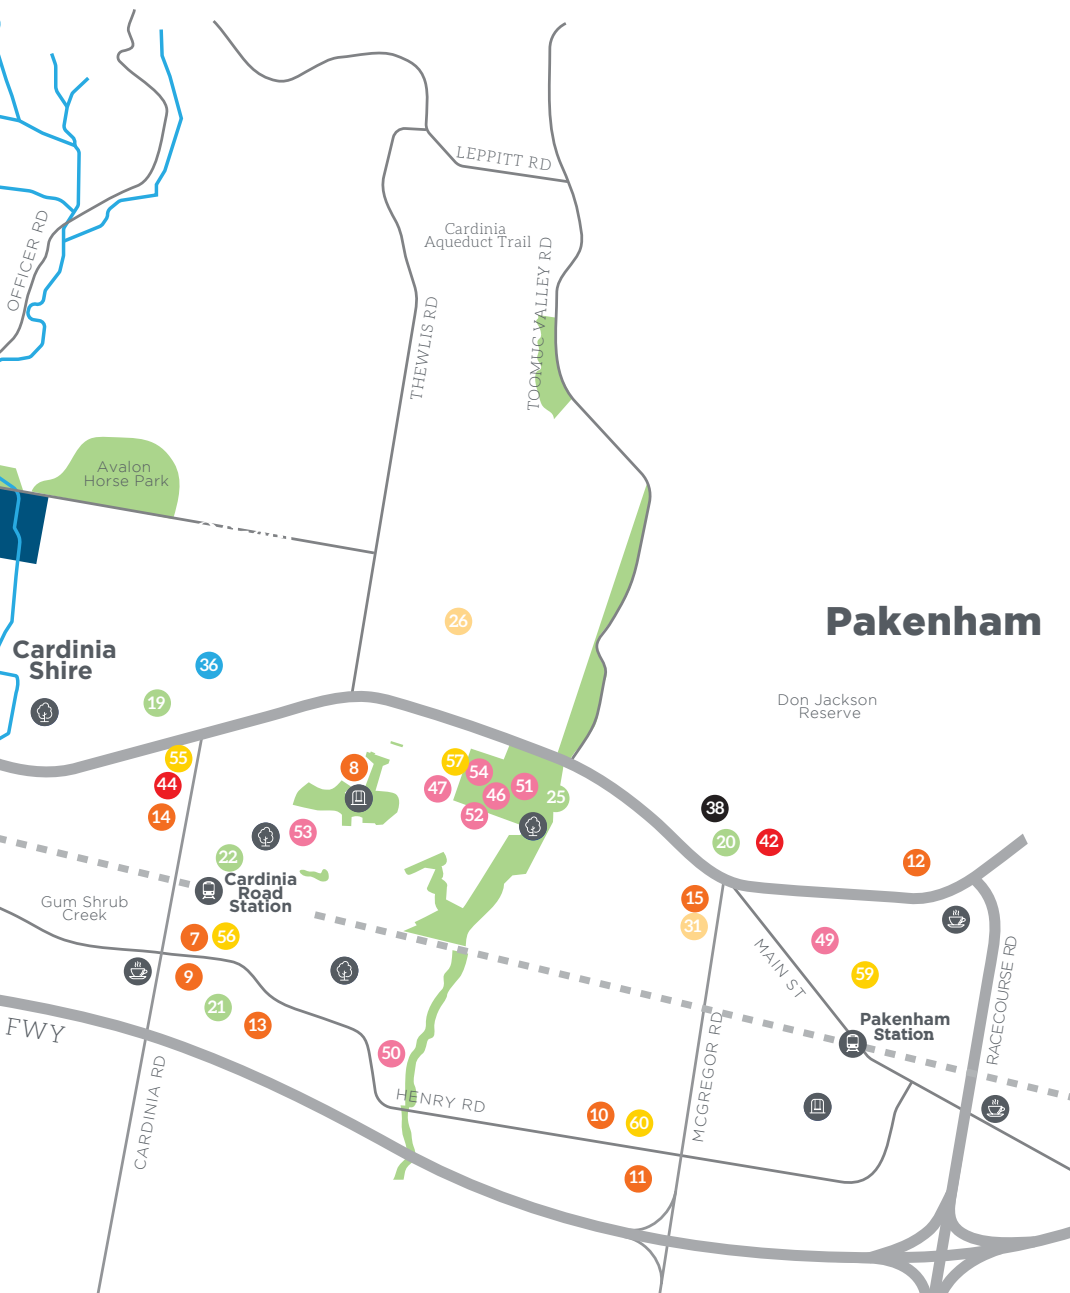 LEPPITT RD
OFFICER RD
Cardinia
Aqueduct Trail
TOOMUC VALLEY RD
THEWLIS RD
Avalon
Horse Park
26
Pakenham
Cardinia
Shire
36
19
Don Jackson
Reserve
55
57
8
54
44
47
51
46
25
14
52
38
53
20
42
22
12
Cardinia
Road
Station
15
Gum Shrub
Creek
31
7
56
49
MAIN ST
9
59
RACECOURSE RD
21
13
FWY
Pakenham
Station
50
MCGREGOR RD
HENRY RD
CARDINIA RD
10
60
11